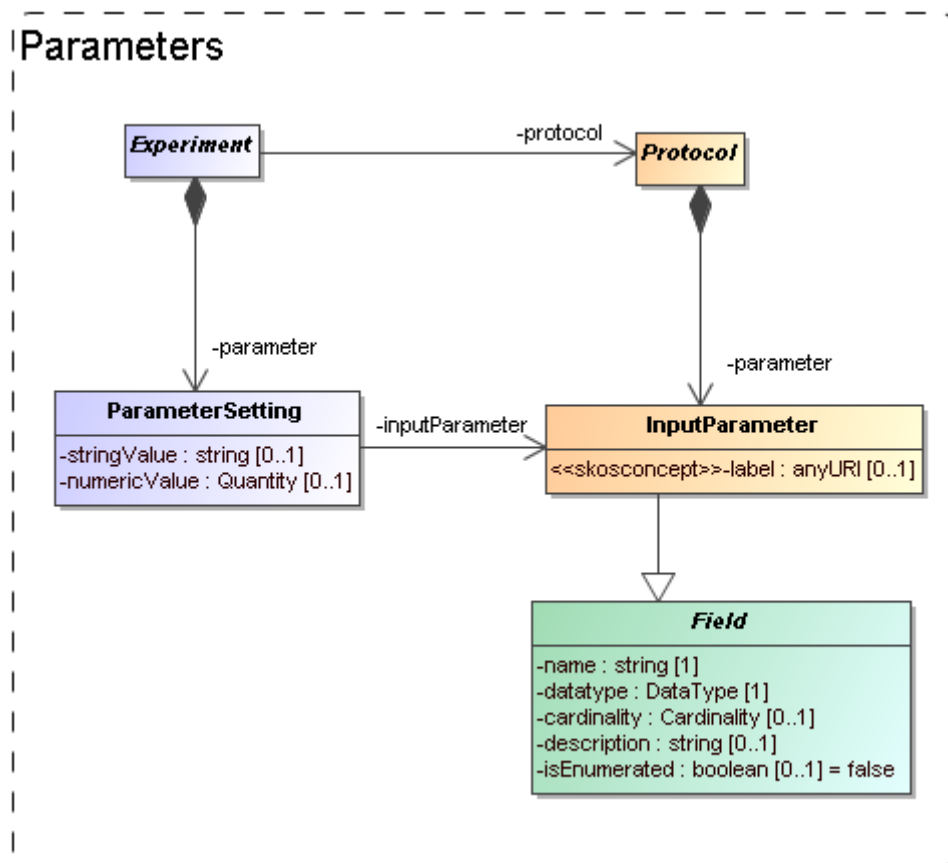 Parameters
Experiment
-protocol
Protocol
-parameter
-parameter
ParameterSetting
-stringValue : string [0..1]
-numericValue : Quantity [0..1]
-inputParameter
InputParameter
<<skosconcept>>-label : anyURI [0..1]
Field
-name : string [1]
-datatype : DataType [1]
-cardinality : Cardinality [0..1]
-description : string [0..1]
-isEnumerated : boolean [0..1] = false